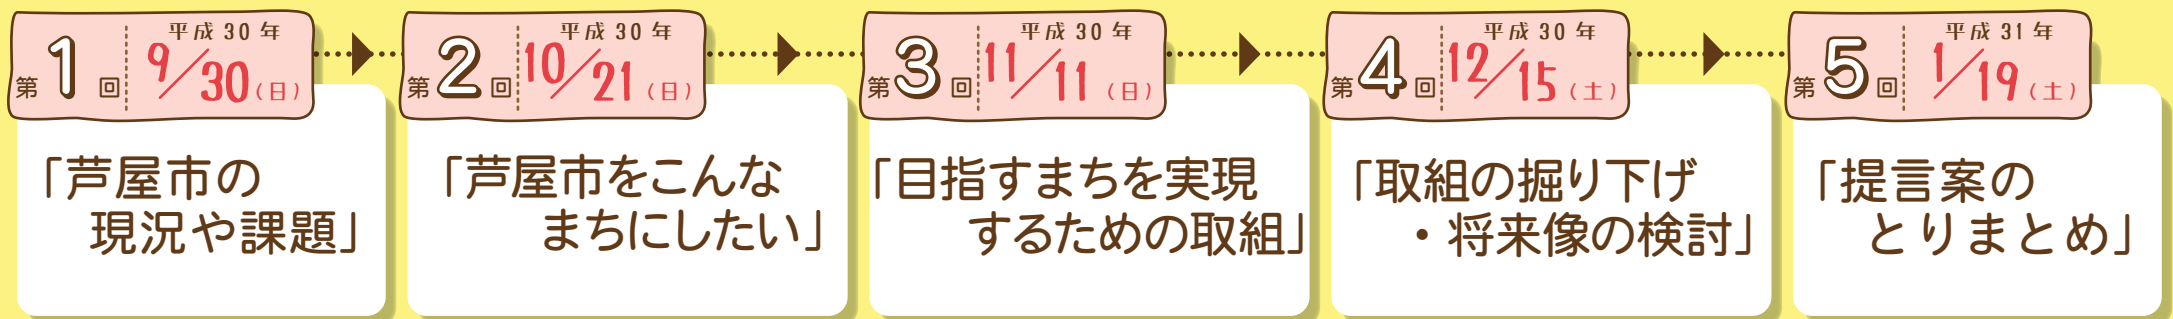 第1回 平成30年 9/30(日)
「芦屋市の
現況や課題」
第2回 平成30年 10/21(日)
「芦屋市をこんな
まちにしたい」
第3回 平成30年 11/11(日)
「目指すまちを実現
するための取組」
第4回 平成30年 12/15(土)
「取組の掘り下げ
・将来像の検討」
第5回 平成31年 1/19(土)
「提言案の
とりまとめ」